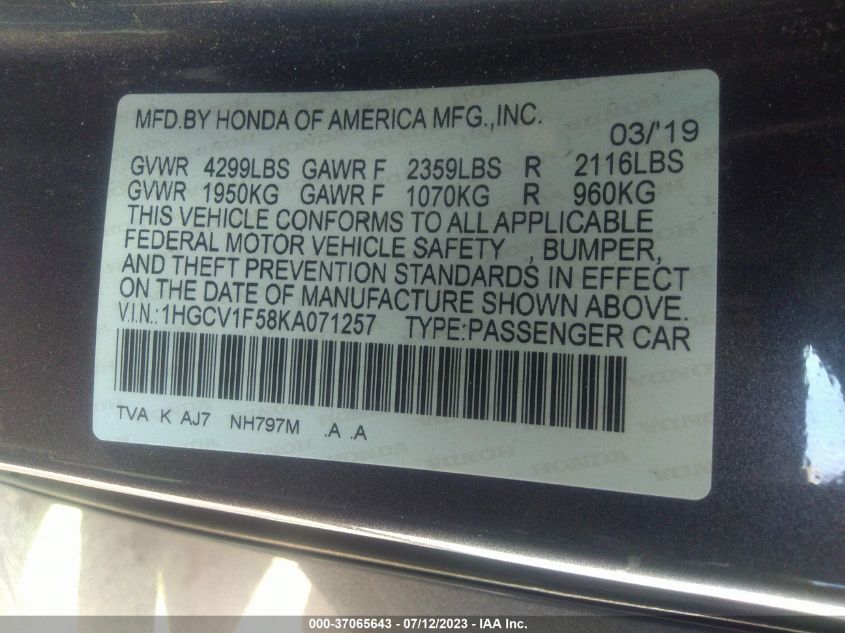 MFD.BY HONDA OF AMERICA MFG.,INC. 03/'19
GVWR 4299LBS GAWR F 2359LBS R 2116LBS
GVWR 1950KG GAWR F 1070KG R 960KG
THIS VEHICLE CONFORMS TO ALL APPLICABLE
FEDERAL MOTOR VEHICLE SAFETY , BUMPER,
AND THEFT PREVENTION STANDARDS IN EFFECT
ON THE DATE OF MANUFACTURE SHOWN ABOVE.
V.I.N.:1HGCV1F58KA071257 TYPE:PASSENGER CAR
TVA K AJ7 NH797M .A .A
000-37065643 - 07/12/2023 - IAA Inc.